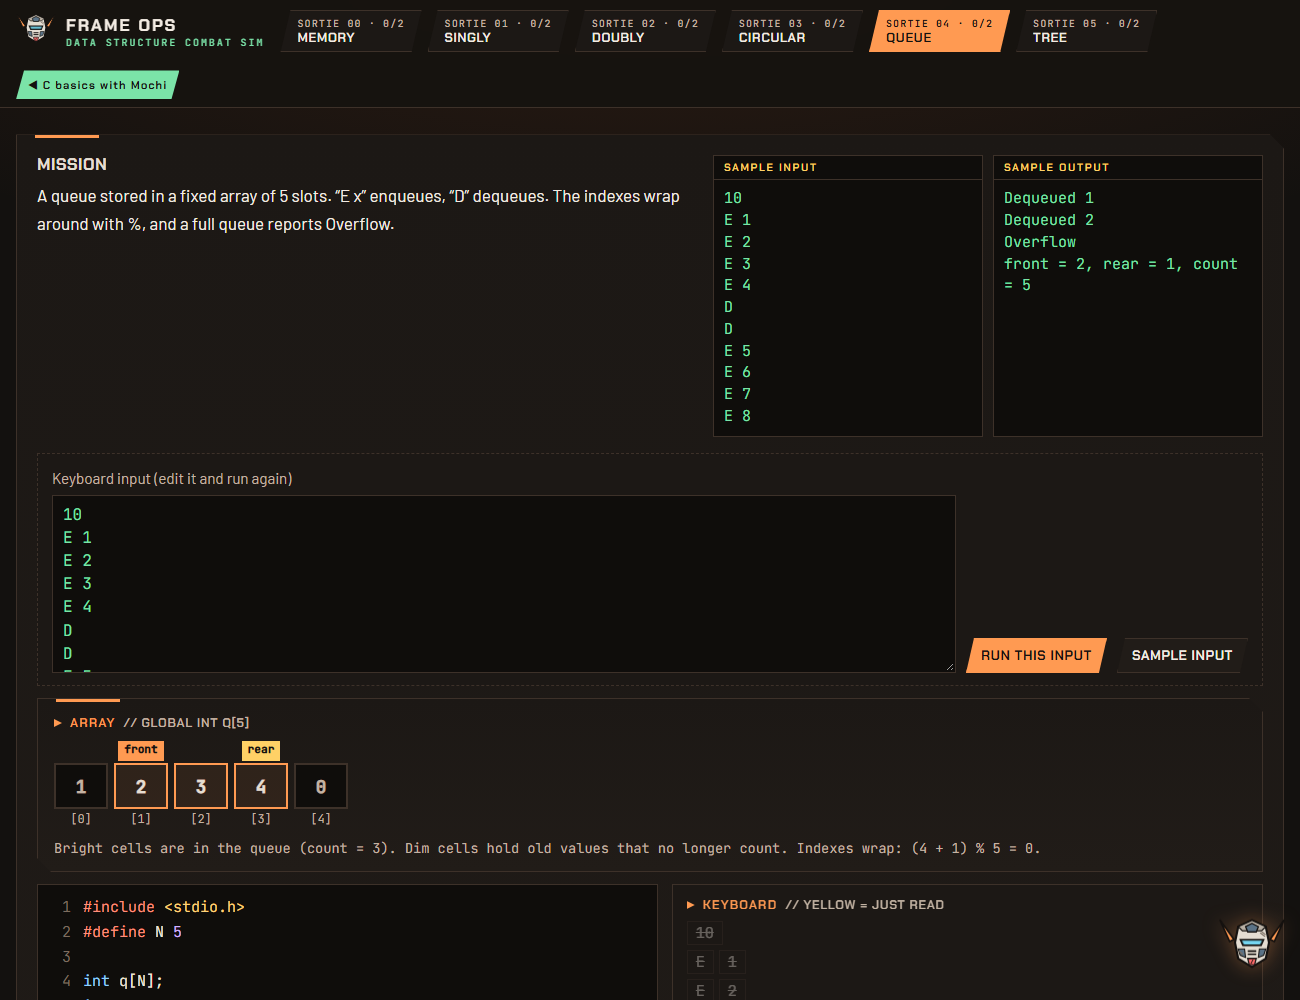 FRAME OPS
DATA STRUCTURE COMBAT SIM
SORTIE 00 · 0/2
MEMORY
SORTIE 01 · 0/2
SINGLY
SORTIE 02 · 0/2
DOUBLY
SORTIE 03 · 0/2
CIRCULAR
SORTIE 04 · 0/2
QUEUE
SORTIE 05 · 0/2
TREE
◀ C basics with Mochi
MISSION
A queue stored in a fixed array of 5 slots. “E x” enqueues, “D” dequeues. The indexes wrap
around with %, and a full queue reports Overflow.
SAMPLE INPUT
10
E 1
E 2
E 3
E 4
D
D
E 5
E 6
E 7
E 8
SAMPLE OUTPUT
Dequeued 1
Dequeued 2
Overflow
front = 2, rear = 1, count
= 5
Keyboard input (edit it and run again)
10
E 1
E 2
E 3
E 4
D
D
RUN THIS INPUT
SAMPLE INPUT
▶ ARRAY // GLOBAL INT Q[5]
front
rear
1 2 3 4 0
[0] [1] [2] [3] [4]
Bright cells are in the queue (count = 3). Dim cells hold old values that no longer count. Indexes wrap: (4 + 1) % 5 = 0.
1 #include <stdio.h>
2 #define N 5
3
4 int q[N];
▶ KEYBOARD // YELLOW = JUST READ
10
E 1
E 2